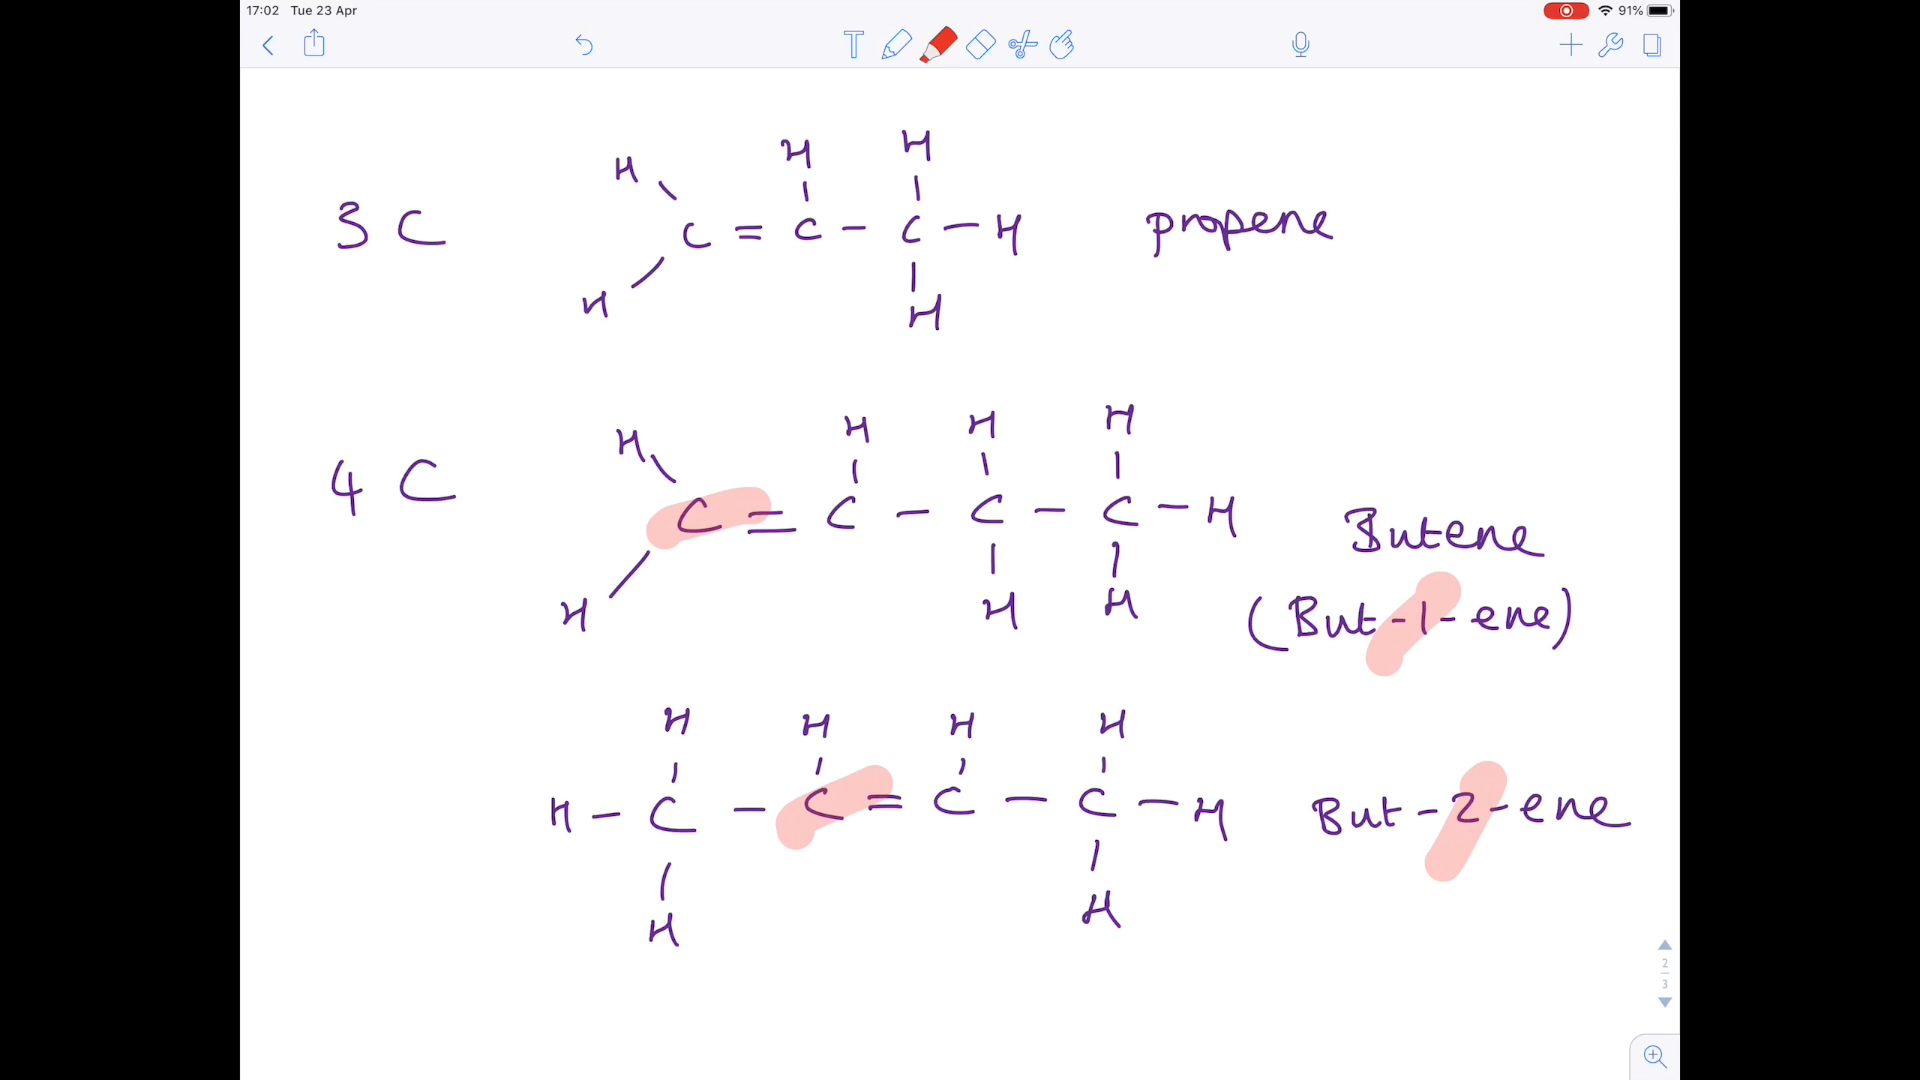 17:02 Tue 23 Apr 91%
T
H H H
3 C C = C - C - H propene
H H
H H H H
4 C C = C - C - C - H Butene
H H H (But-1-ene)
H H H H
H - C - C = C - C - H But-2-ene
H H
2
3